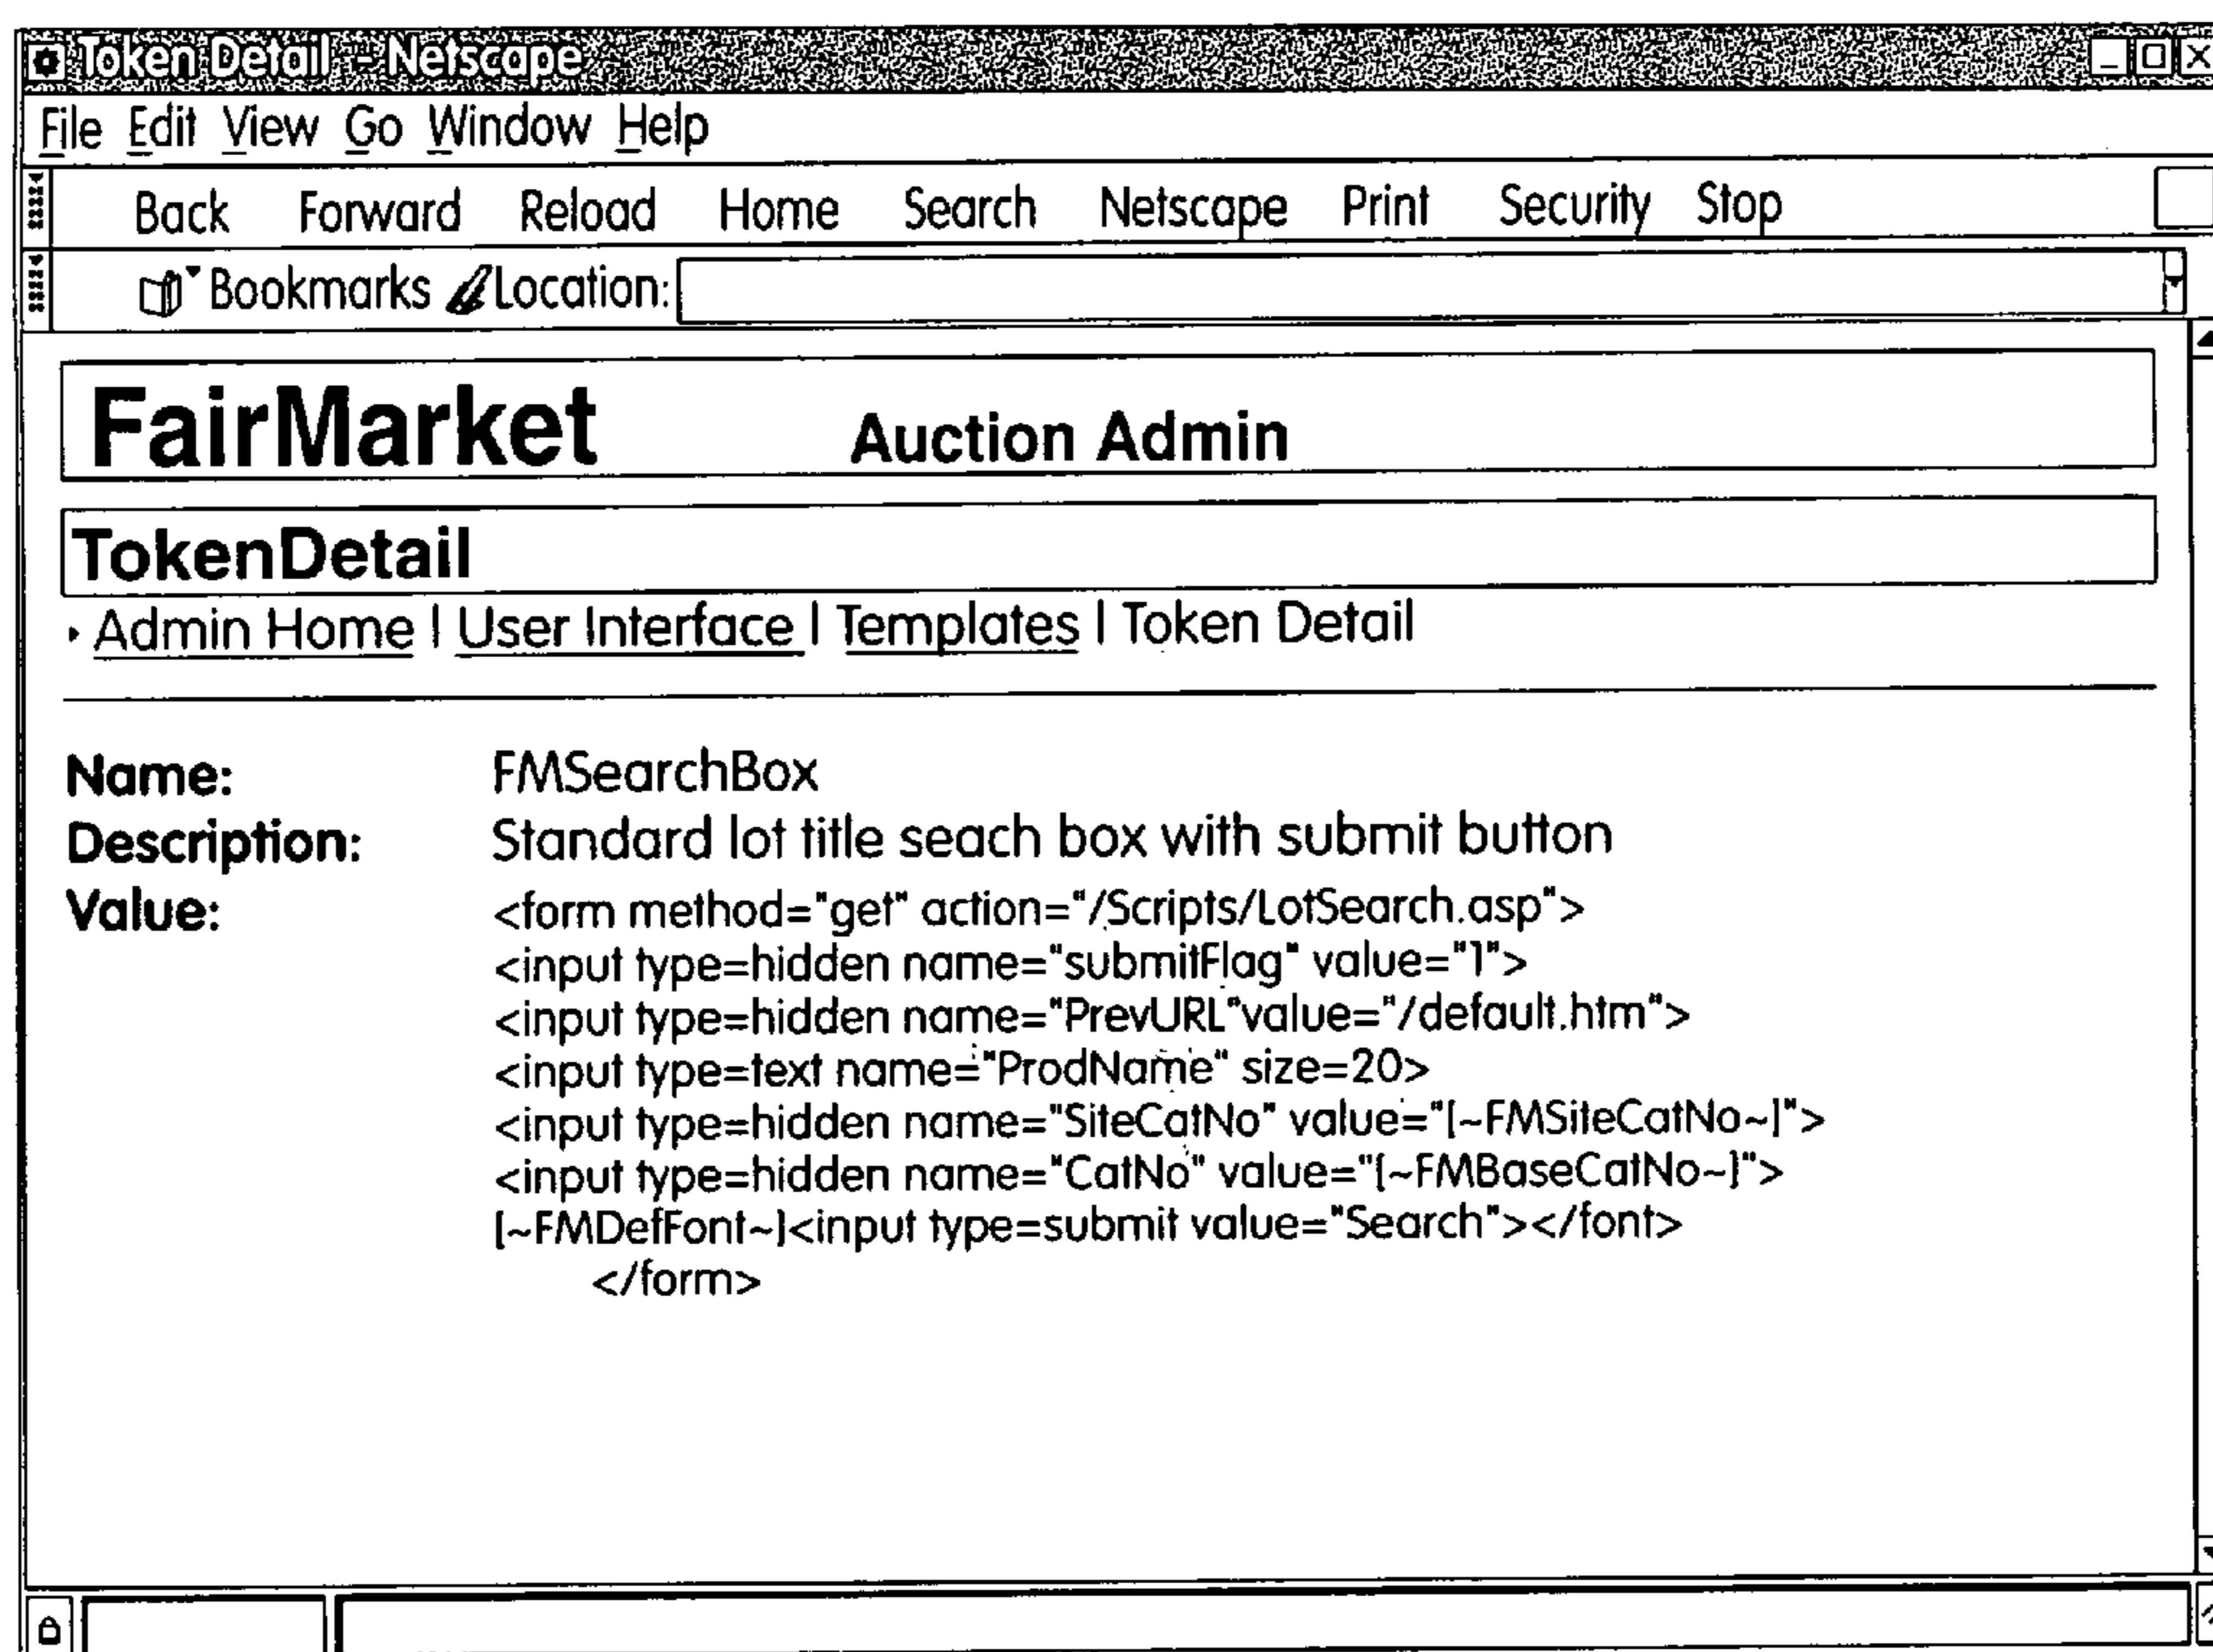 Token Detail - Netscape
File Edit View Go Window Help
Back Forward Reload Home Search Netscape Print Security Stop
Bookmarks Location:
FairMarket Auction Admin
TokenDetail
Admin Home | User Interface | Templates | Token Detail
Name: FMSearchBox
Description: Standard lot title seach box with submit button
Value: <form method="get" action="/Scripts/LotSearch.asp">
<input type=hidden name="submitFlag" value="1">
<input type=hidden name="PrevURL"value="/default.htm">
<input type=text name="ProdName" size=20>
<input type=hidden name="SiteCatNo" value="[~FMSiteCatNo~]">
<input type=hidden name="CatNo" value="[~FMBaseCatNo~]">
[~FMDefFont~]<input type=submit value="Search"></font>
</form>